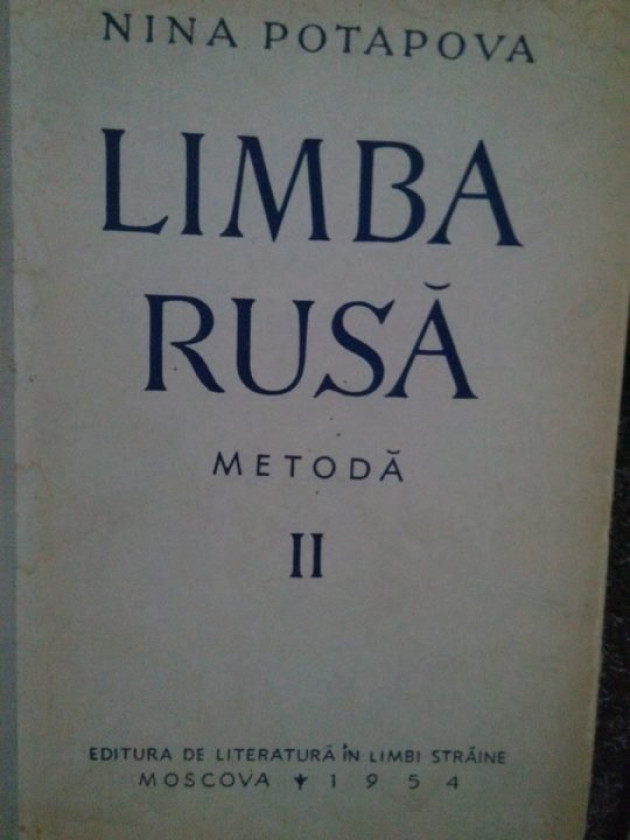 NINA POTAPOVA
LIMBA
RUSĂ
METODĂ
II
EDITURA DE LITERATURĂ ÎN LIMBI STRĂINE
MOSCOVA ✦ 1954